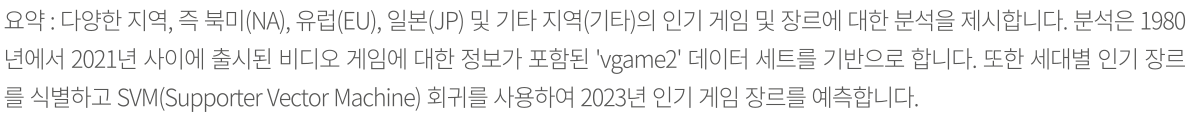 요약 : 다양한 지역, 즉 북미(NA), 유럽(EU), 일본(JP) 및 기타 지역(기타)의 인기 게임 및 장르에 대한 분석을 제시합니다. 분석은 1980
년에서 2021년 사이에 출시된 비디오 게임에 대한 정보가 포함된 'vgame2' 데이터 세트를 기반으로 합니다. 또한 세대별 인기 장르
를 식별하고 SVM(Supporter Vector Machine) 회귀를 사용하여 2023년 인기 게임 장르를 예측합니다.